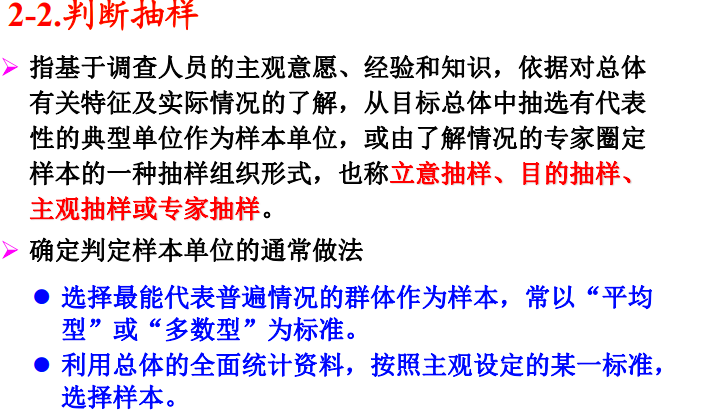 2-2.判断抽样
➢ 指基于调查人员的主观意愿、经验和知识，依据对总体
有关特征及实际情况的了解，从目标总体中抽选有代表
性的典型单位作为样本单位，或由了解情况的专家圈定
样本的一种抽样组织形式，也称立意抽样、目的抽样、
主观抽样或专家抽样。
➢ 确定判定样本单位的通常做法
● 选择最能代表普遍情况的群体作为样本，常以“平均
型”或“多数型”为标准。
● 利用总体的全面统计资料，按照主观设定的某一标准，
选择样本。